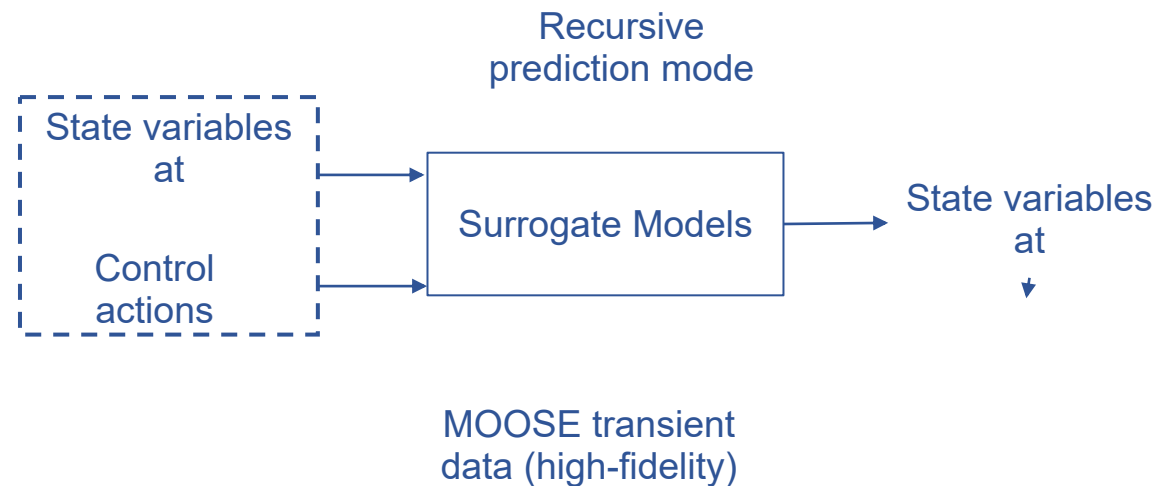 Recursive
prediction mode
State variables
at
Control
actions
Surrogate Models
State variables
at
MOOSE transient
data (high-fidelity)